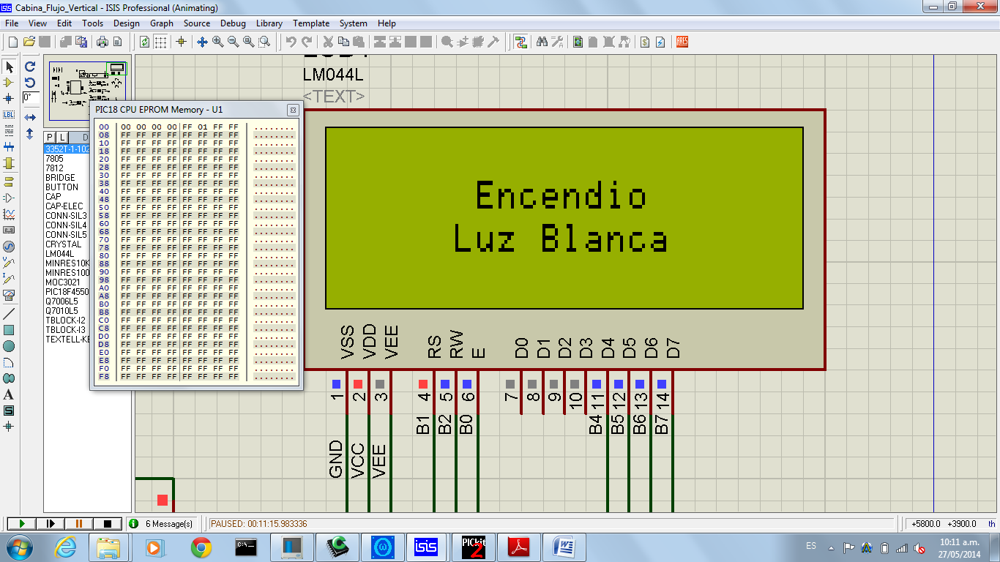 Cabina_Flujo_Vertical - ISIS Professional (Animating)
File View Edit Tools Design Graph Source Debug Library Template System Help
LM044L
<TEXT>
0°
PIC18 CPU EPROM Memory - U1
00 00 00 00 00 FF 01 FF FF ........
08 FF FF FF FF FF FF FF FF ........
10 FF FF FF FF FF FF FF FF ........
18 FF FF FF FF FF FF FF FF ........
20 FF FF FF FF FF FF FF FF ........
28 FF FF FF FF FF FF FF FF ........
30 FF FF FF FF FF FF FF FF ........
38 FF FF FF FF FF FF FF FF ........
40 FF FF FF FF FF FF FF FF ........
48 FF FF FF FF FF FF FF FF ........
50 FF FF FF FF FF FF FF FF ........
58 FF FF FF FF FF FF FF FF ........
60 FF FF FF FF FF FF FF FF ........
68 FF FF FF FF FF FF FF FF ........
70 FF FF FF FF FF FF FF FF ........
78 FF FF FF FF FF FF FF FF ........
80 FF FF FF FF FF FF FF FF ........
88 FF FF FF FF FF FF FF FF ........
90 FF FF FF FF FF FF FF FF ........
98 FF FF FF FF FF FF FF FF ........
A0 FF FF FF FF FF FF FF FF ........
A8 FF FF FF FF FF FF FF FF ........
B0 FF FF FF FF FF FF FF FF ........
B8 FF FF FF FF FF FF FF FF ........
C0 FF FF FF FF FF FF FF FF ........
C8 FF FF FF FF FF FF FF FF ........
D0 FF FF FF FF FF FF FF FF ........
D8 FF FF FF FF FF FF FF FF ........
E0 FF FF FF FF FF FF FF FF ........
E8 FF FF FF FF FF FF FF FF ........
F0 FF FF FF FF FF FF FF FF ........
F8 FF FF FF FF FF FF FF FF ........
P L D
3352T-1-102
7805
7812
BRIDGE
BUTTON
CAP
CAP-ELEC
CONN-SIL3
CONN-SIL4
CONN-SIL5
CRYSTAL
LM044L
MINRES10K
MINRES100
MOC3021
PIC18F4550
Q7006L5
Q7010L5
TBLOCK-I2
TBLOCK-I3
TEXTELL-KE
LBL
A
S
ARES
Encendio
Luz Blanca
VSS VDD VEE RS RW E D0 D1 D2 D3 D4 D5 D6 D7
1 2 3 4 5 6 7 8 9 10 11 12 13 14
B1 B2 B0 B4 B5 B6 B7
GND VCC VEE
6 Message(s)
PAUSED: 00:11:15.983336
+5800.0 +3900.0 th
isis
PICkit
2
ES
10:11 a.m.
27/05/2014